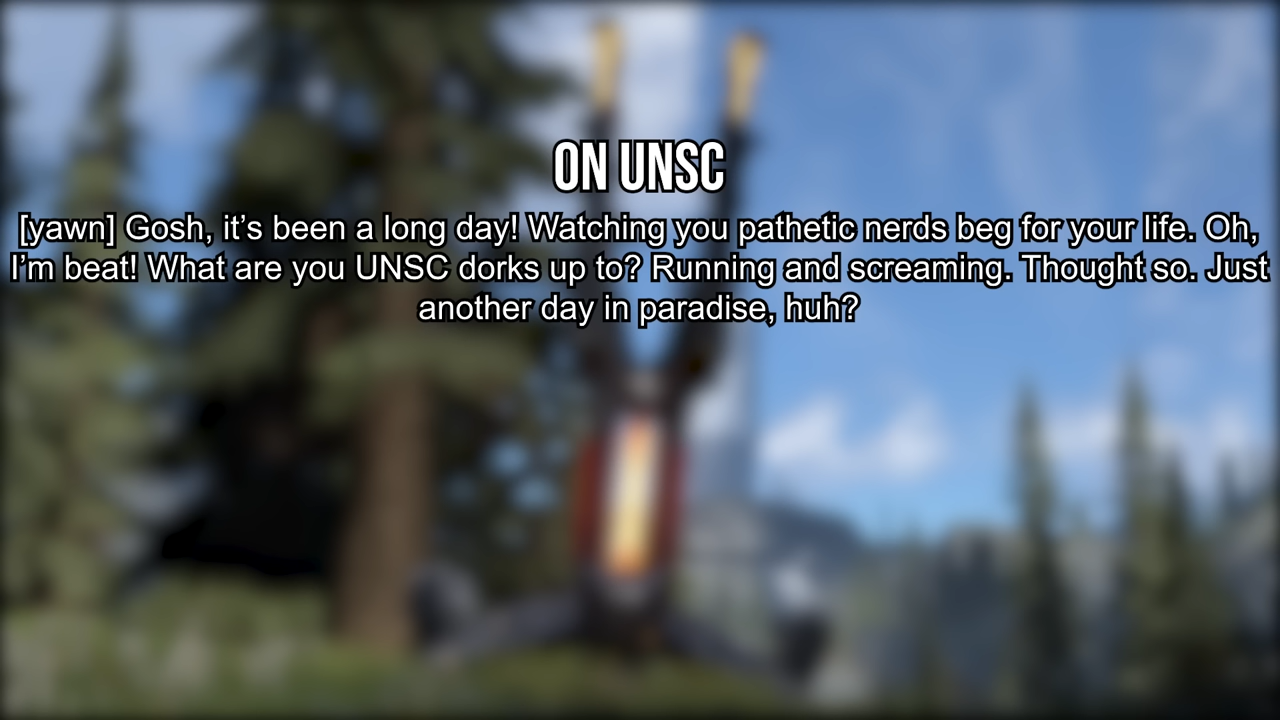 ON UNSC
[yawn] Gosh, it’s been a long day! Watching you pathetic nerds beg for your life. Oh,
I’m beat! What are you UNSC dorks up to? Running and screaming. Thought so. Just
another day in paradise, huh?